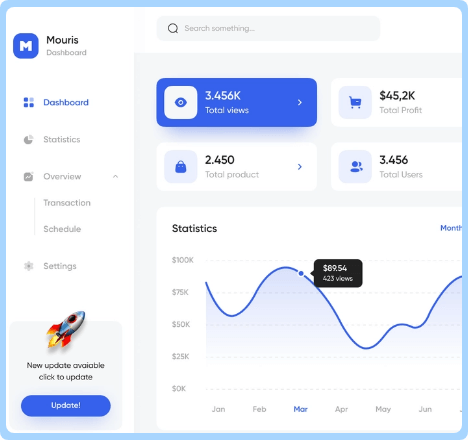 Mouris
Dashboard
Search something...
Dashboard
Statistics
Overview
Transaction
Schedule
Settings
New update avaiable
click to update
Update!
3.456K
Total views
$45,2K
Total Profit
2.450
Total product
3.456
Total Users
Statistics
Month
$100K
$75K
$50K
$25K
$0K
$89.54
423 views
Jan
Feb
Mar
Apr
May
Jun